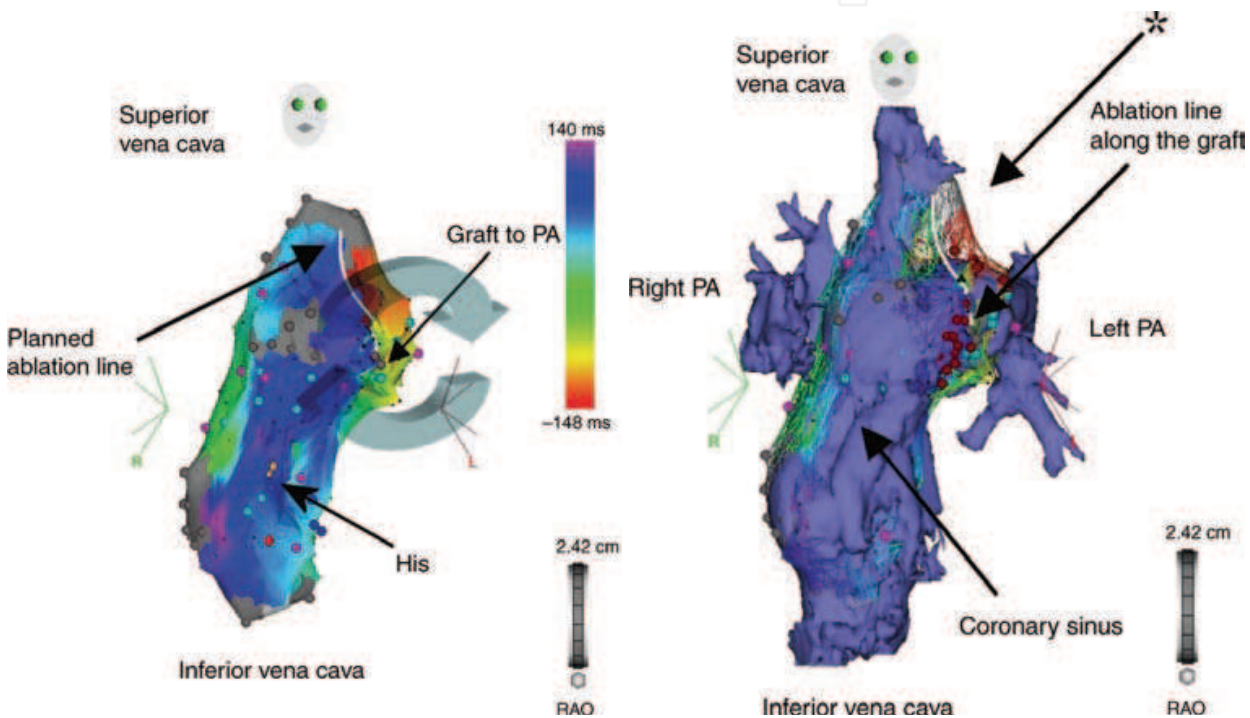 Superior
vena cava
140 ms
Graft to PA
Planned
ablation line
−148 ms
R
L
His
2.42 cm
Inferior vena cava
RAO
*
Superior
vena cava
Ablation line
along the graft
Right PA
Left PA
R
L
2.42 cm
Coronary sinus
Inferior vena cava
RAO